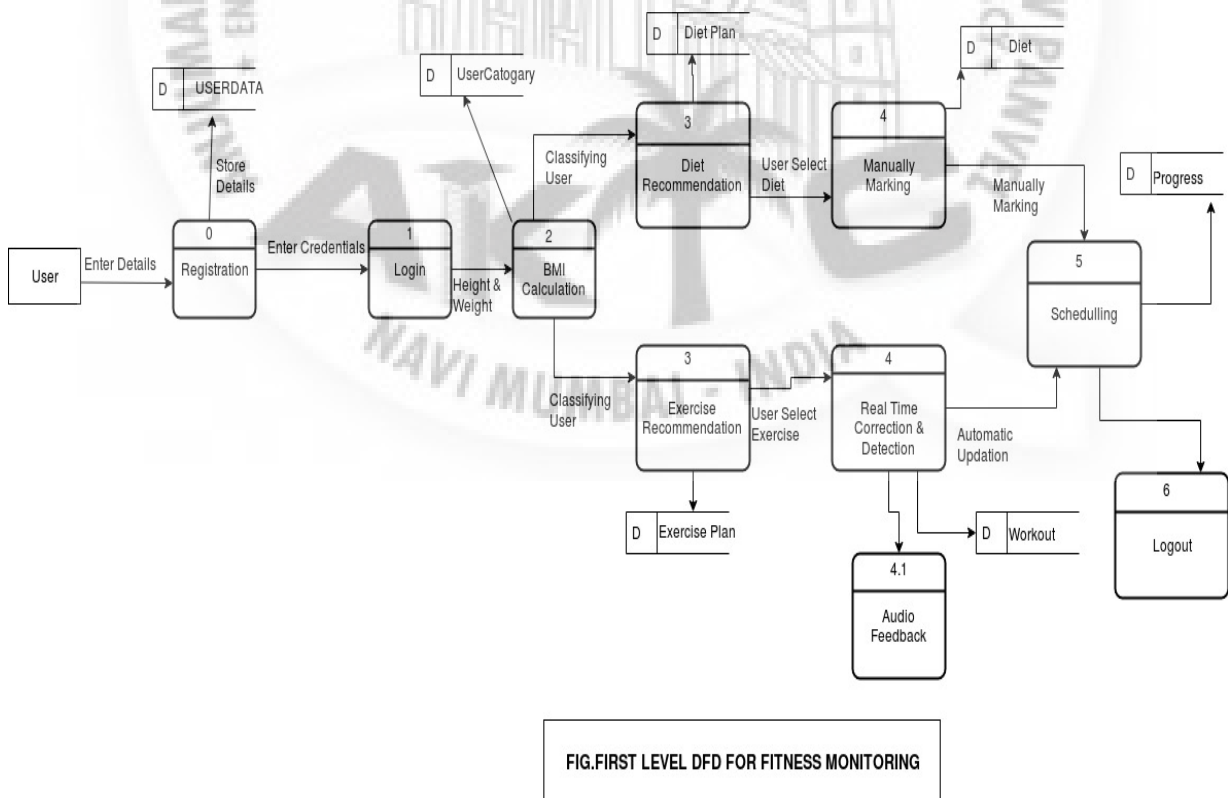 D
Diet Plan
D
Diet
D
UserCatogary
D
USERDATA
3
Diet
Recommendation
4
Manually
Marking
Classifying
User
User Select
Diet
Manually
Marking
D
Progress
Store
Details
0
Registration
1
Login
2
BMI
Calculation
User
Enter Details
Enter Credentials
Height &
Weight
5
Schedulling
NAVI MUMBAI - INDIA
AKTC
3
Exercise
Recommendation
4
Real Time
Correction &
Detection
Classifying
User
User Select
Exercise
Automatic
Updation
6
Logout
D
Exercise Plan
D
Workout
4.1
Audio
Feedback
FIG.FIRST LEVEL DFD FOR FITNESS MONITORING